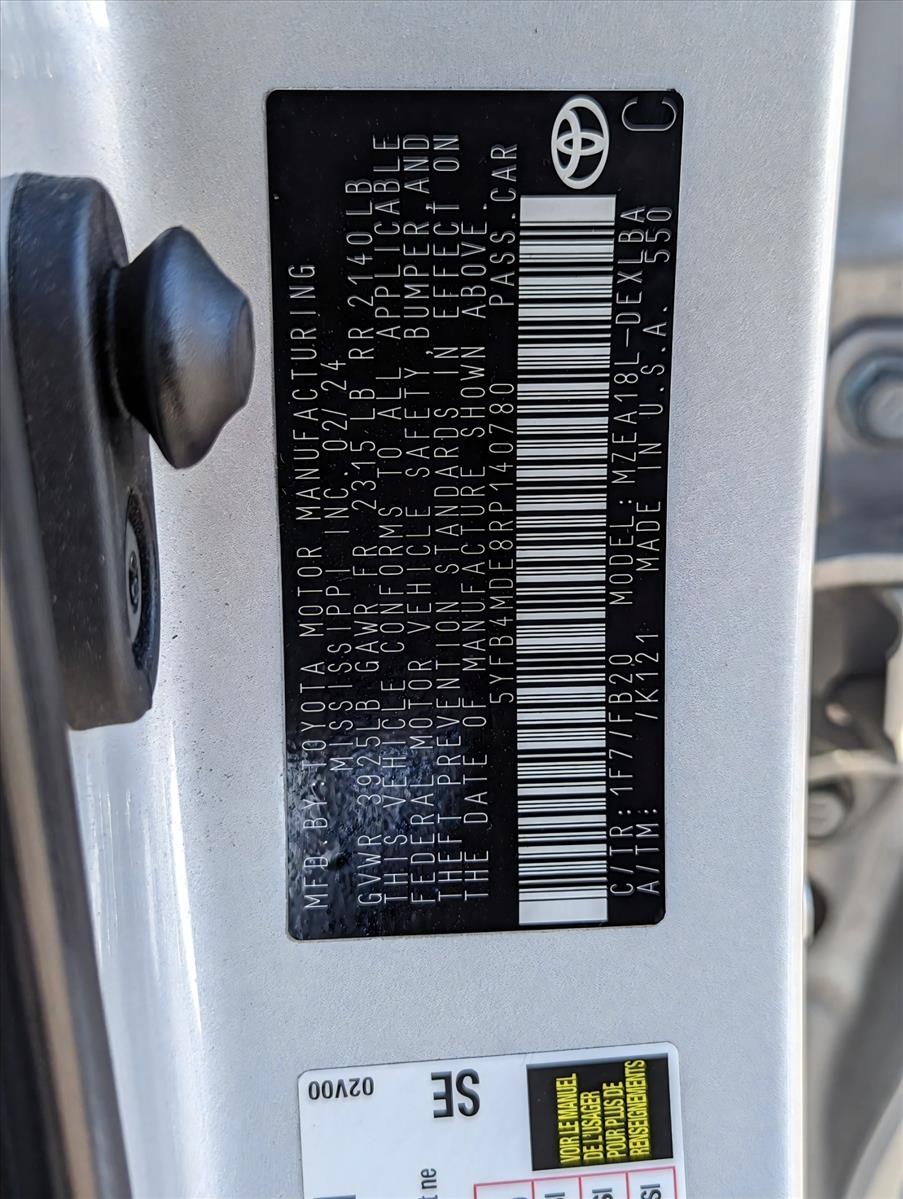 MFB.BY:TOYOTA MOTOR MANUFACTURING
MISSISSIPPI INC. 02/24
GVWR 3925LB GAWR FR 2315 LB RR 2140LB
THIS VEHICLE CONFORMS TO ALL APPLICABLE
FEDERAL MOTOR VEHICLE SAFETY, BUMPER, AND
THEFT PREVENTION STANDARDS IN EFFECT ON
THE DATE OF MANUFACTURE SHOWN ABOVE.
5YFB4MDE8RP140780 PASS.CAR
C/TR:1F7/FB20 MODEL:MZEA18L-DEXLBA
A/TM: /K121 MADE IN U.S.A. 550
C
02V00
SE
VOIR LE MANUEL
DE L'USAGER
POUR PLUS DE
RENSEIGNEMENTS